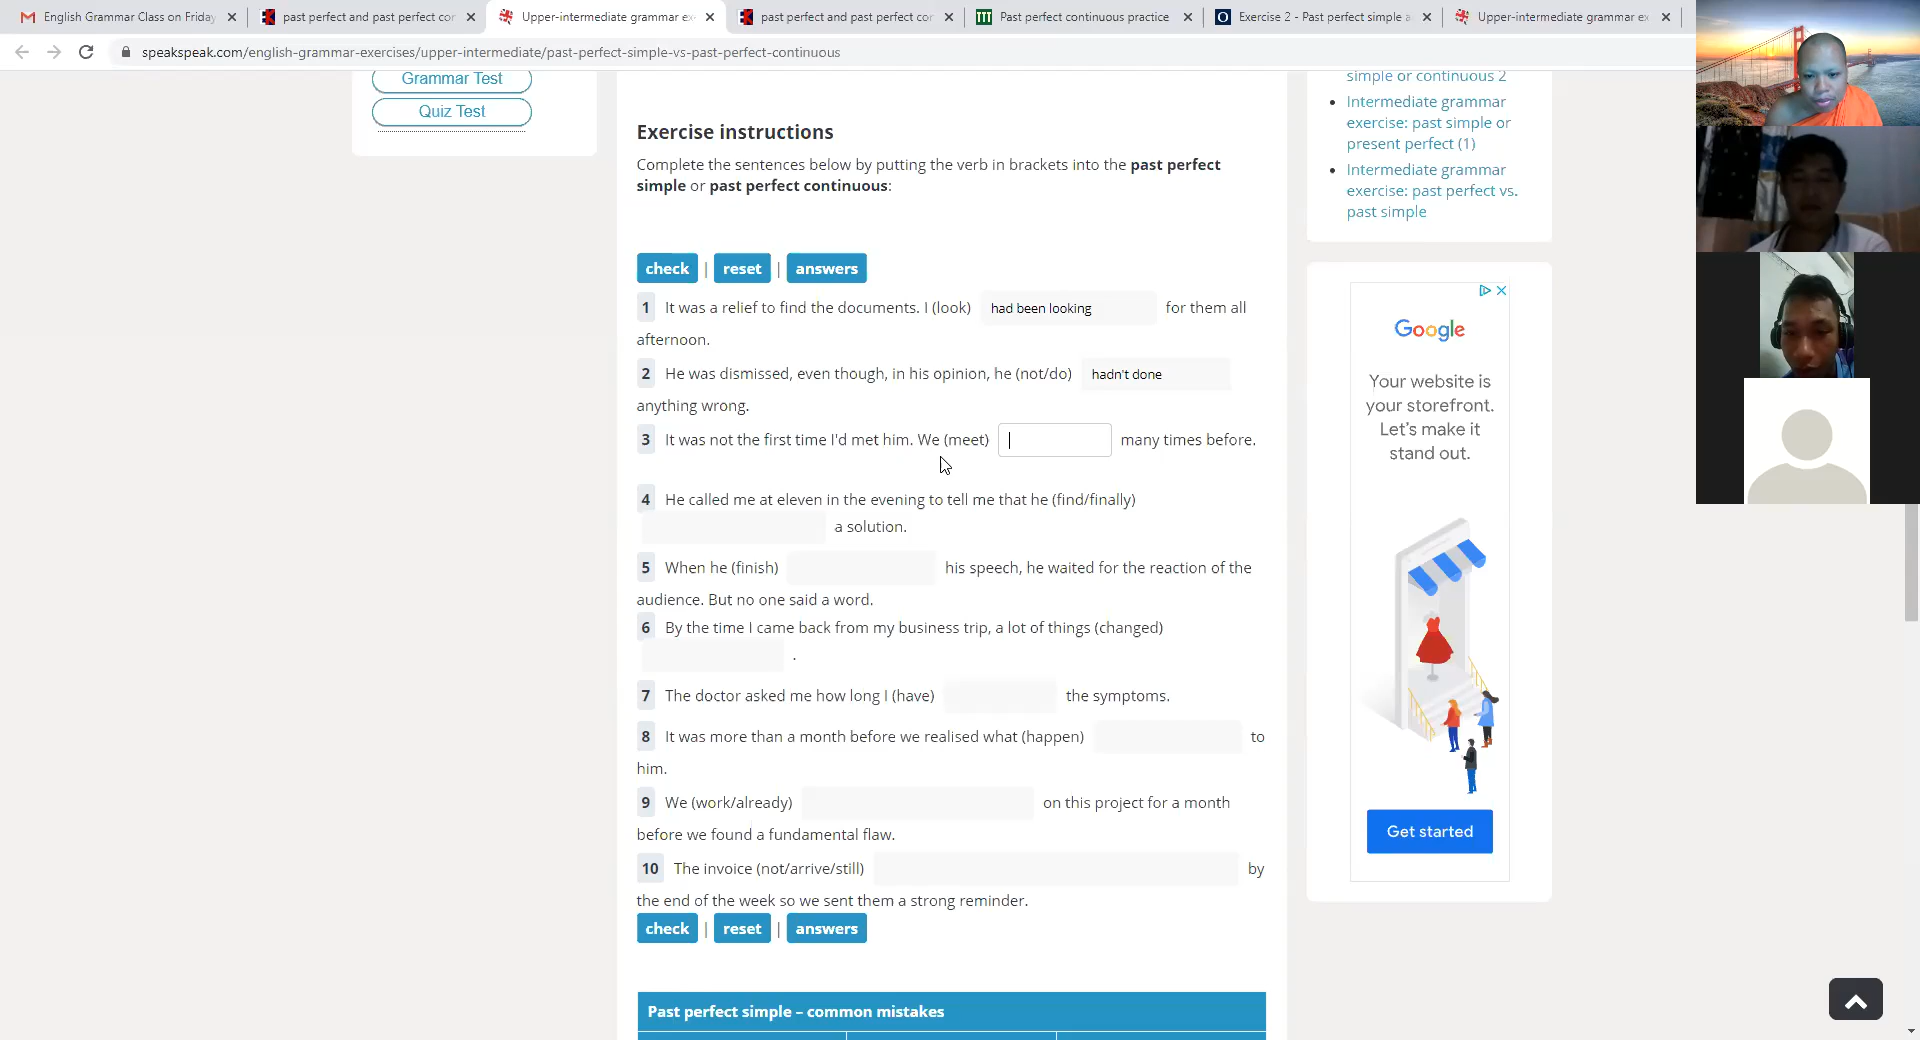 English Grammar Class on Friday
past perfect and past perfect cor
Upper-intermediate grammar ex
past perfect and past perfect cor
Past perfect continuous practice
Exercise 2 - Past perfect simple a
Upper-intermediate grammar ex
speakspeak.com/english-grammar-exercises/upper-intermediate/past-perfect-simple-vs-past-perfect-continuous
Grammar Test
Quiz Test
Exercise instructions
Complete the sentences below by putting the verb in brackets into the past perfect
simple or past perfect continuous:
check | reset | answers
1 It was a relief to find the documents. I (look) had been looking for them all
afternoon.
2 He was dismissed, even though, in his opinion, he (not/do) hadn't done
anything wrong.
3 It was not the first time I'd met him. We (meet) many times before.
4 He called me at eleven in the evening to tell me that he (find/finally)
a solution.
5 When he (finish) his speech, he waited for the reaction of the
audience. But no one said a word.
6 By the time I came back from my business trip, a lot of things (changed)
.
7 The doctor asked me how long I (have) the symptoms.
8 It was more than a month before we realised what (happen) to
him.
9 We (work/already) on this project for a month
before we found a fundamental flaw.
10 The invoice (not/arrive/still) by
the end of the week so we sent them a strong reminder.
check | reset | answers
Past perfect simple – common mistakes
simple or continuous 2
Intermediate grammar
exercise: past simple or
present perfect (1)
Intermediate grammar
exercise: past perfect vs.
past simple
Google
Your website is
your storefront.
Let's make it
stand out.
Get started